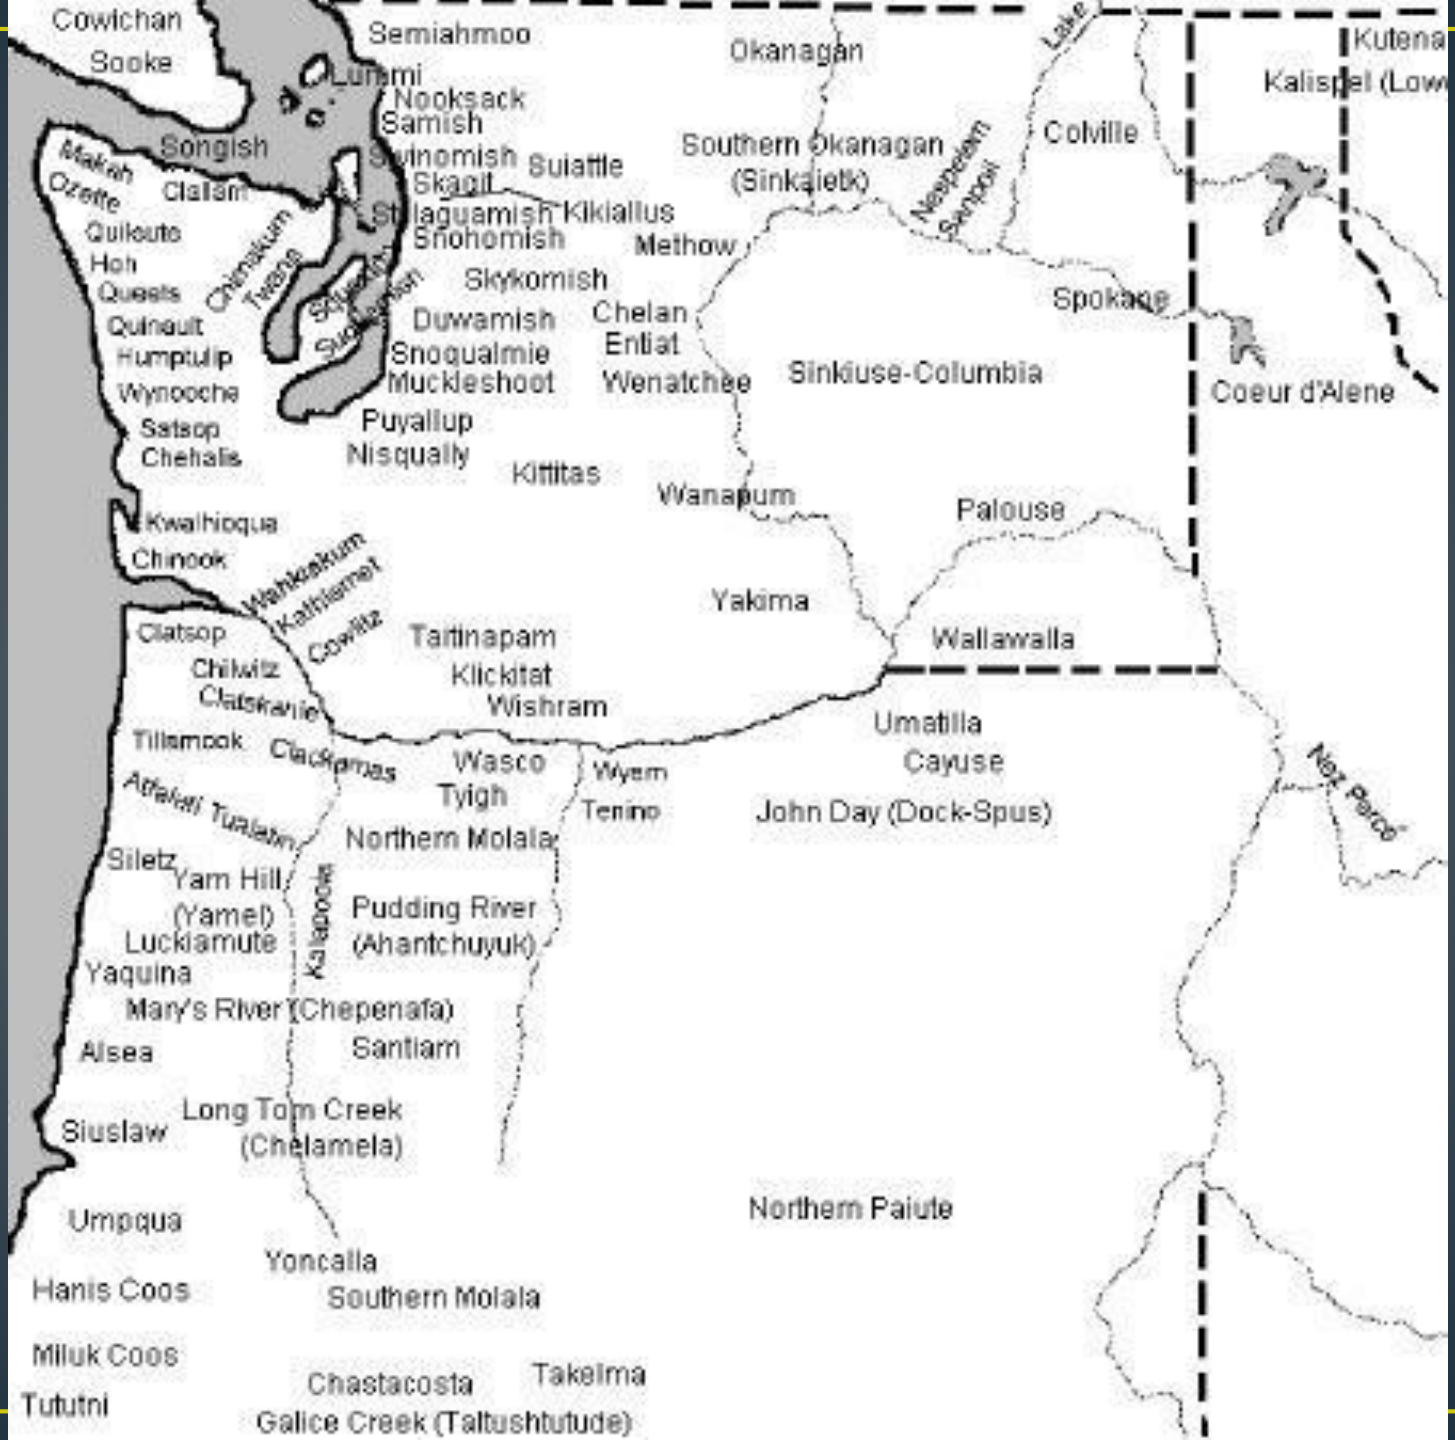 Cowichan
Sooke
Semiahmoo
Lummi
Nooksack
Samish
Songish
Swinomish
Suiattle
Skagit
Stillaguamish
Kikiallus
Snohomish
Skykomish
Duwamish
Snoqualmie
Muckleshoot
Puyallup
Nisqually
Makah
Ozette
Clallam
Quileute
Hoh
Queets
Quinault
Humptulip
Wynooche
Satsop
Chehalis
Chimakum
Twana
Kwalhioqua
Chinook
Wahkiakum
Kathlamet
Cowlitz
Okanagan
Southern Okanagan
(Sinkaietk)
Methow
Chelan
Entiat
Wenatchee
Nespelem
Sanpoil
Lake
Colville
Kutena
Kalispel (Lowe
Spokane
Coeur d'Alene
Sinkiuse-Columbia
Kittitas
Wanapum
Palouse
Yakima
Wallawalla
Taitinapam
Klickitat
Wishram
Clatsop
Chilwitz
Clatskanie
Tillamook
Clackamas
Wasco
Tyigh
Wyem
Tenino
Umatilla
Cayuse
John Day (Dock-Spus)
Nez Perce
Atfalati Tualatin
Northern Molala
Siletz
Yam Hill
(Yamel)
Kalapooia
Pudding River
(Ahantchuyuk)
Luckiamute
Yaquina
Mary's River (Chepenafa)
Alsea
Santiam
Long Tom Creek
(Chelamela)
Siuslaw
Northern Paiute
Umpqua
Yoncalla
Southern Molala
Hanis Coos
Miluk Coos
Tututni
Chastacosta
Takelma
Galice Creek (Taltushtutude)